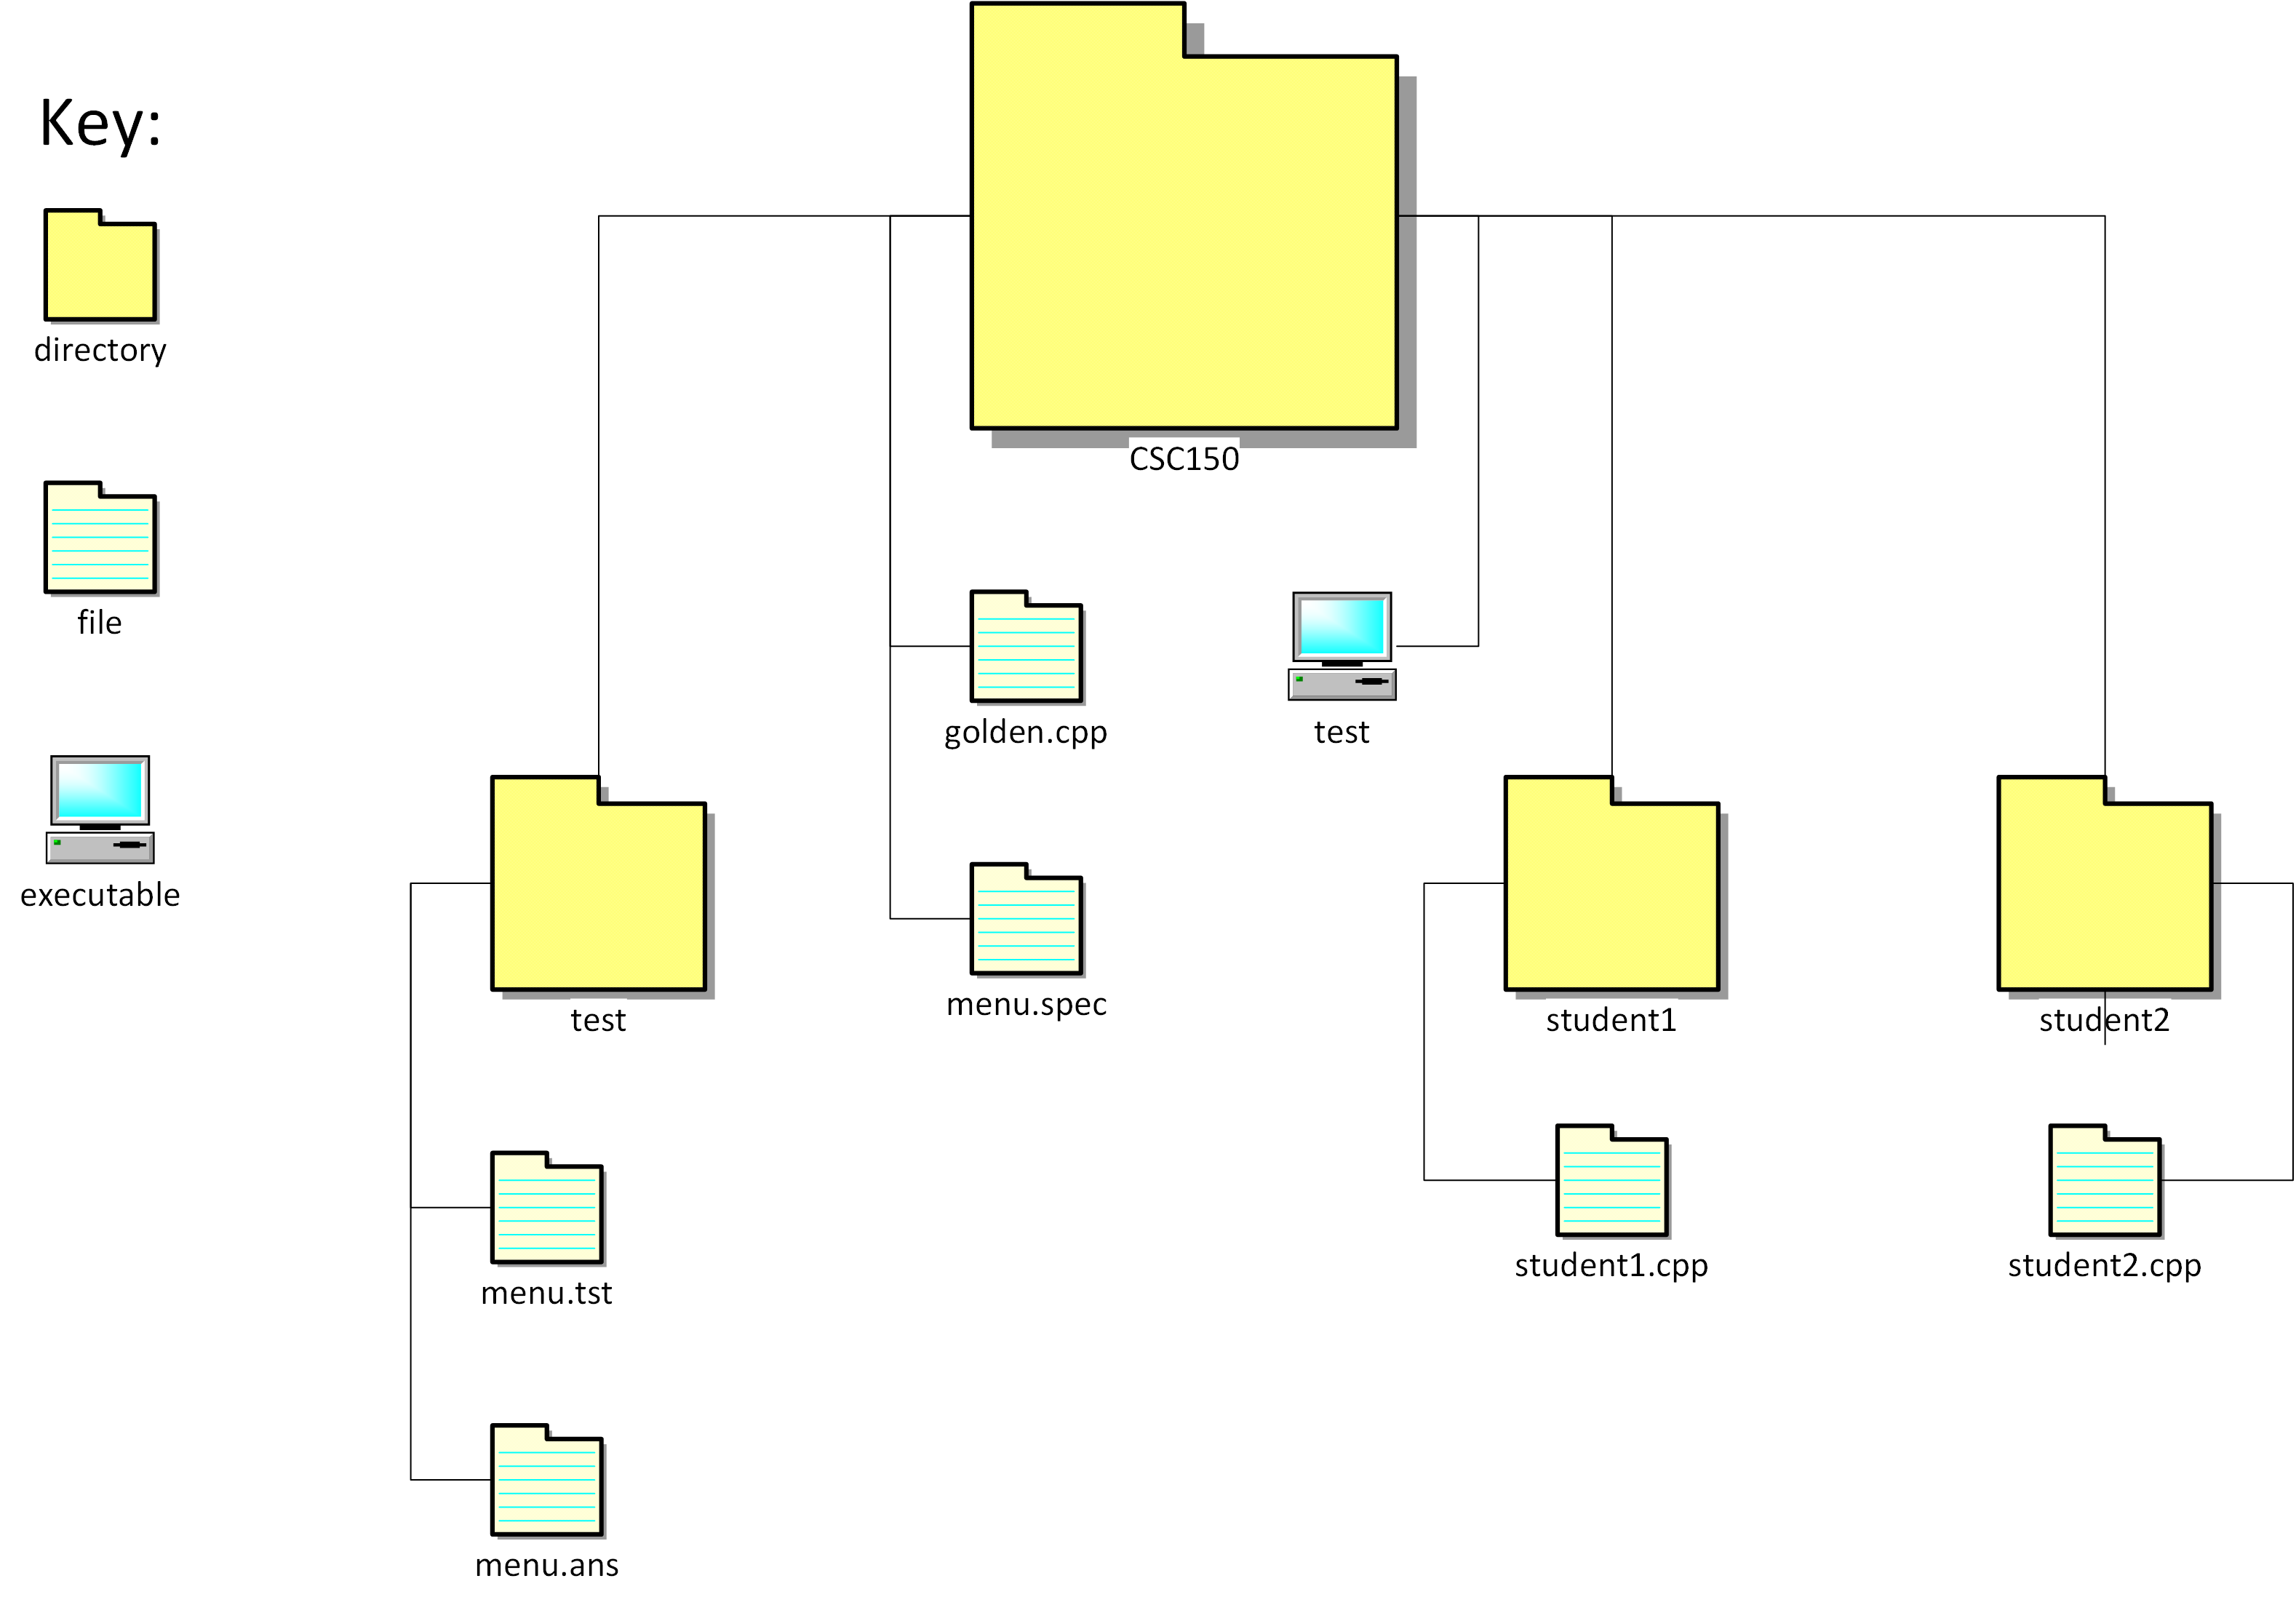 Key:
directory
file
executable
CSC150
golden.cpp
test
menu.spec
test
student1
student2
menu.tst
menu.ans
student1.cpp
student2.cpp